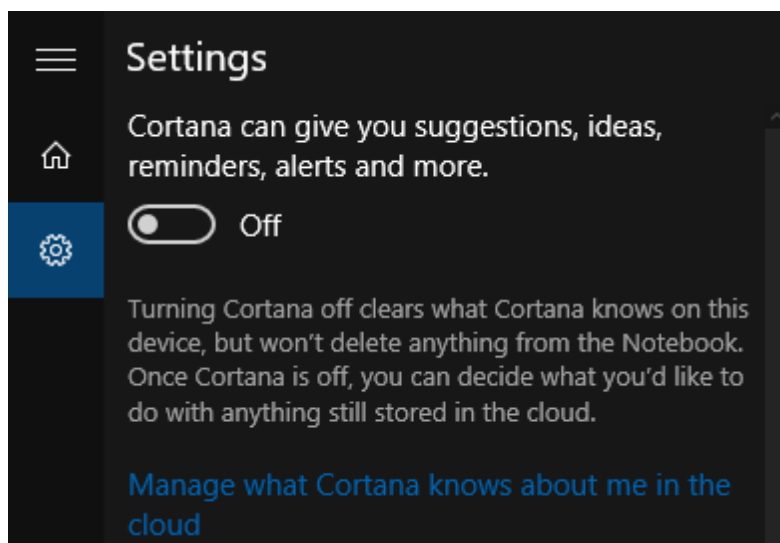 Settings
Cortana can give you suggestions, ideas,
reminders, alerts and more.
Off
Turning Cortana off clears what Cortana knows on this
device, but won't delete anything from the Notebook.
Once Cortana is off, you can decide what you'd like to
do with anything still stored in the cloud.
Manage what Cortana knows about me in the
cloud